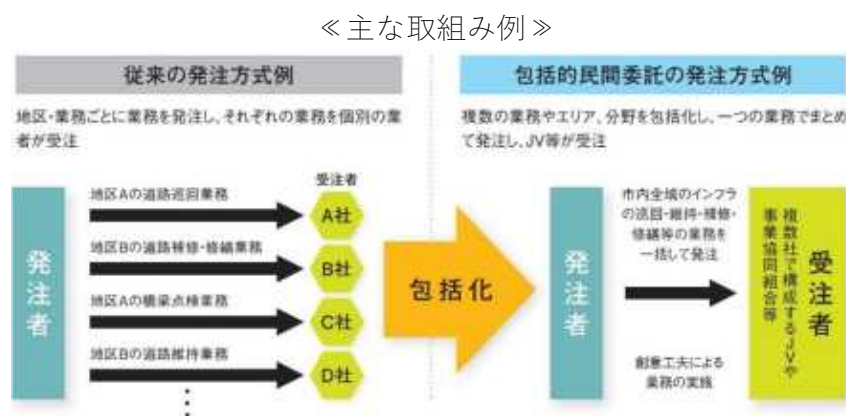 ≪主な取組み例≫
従来の発注方式例
地区・業務ごとに業務を発注し、それぞれの業務を個別の業
者が受注
発注者
受注者
地区Aの道路巡回業務
A社
地区Bの道路補修・修繕業務
B社
地区Aの橋梁点検業務
C社
地区Bの道路維持業務
D社
包括化
包括的民間委託の発注方式例
複数の業務やエリア、分野を包括化し、一つの業務でまとめ
て発注し、JV等が受注
発注者
市内全域のインフラ
の巡回・維持・補修・
修繕等の業務を
一括して発注
創意工夫による
業務の実施
受注者
複数社で構成するJVや
事業協同組合等